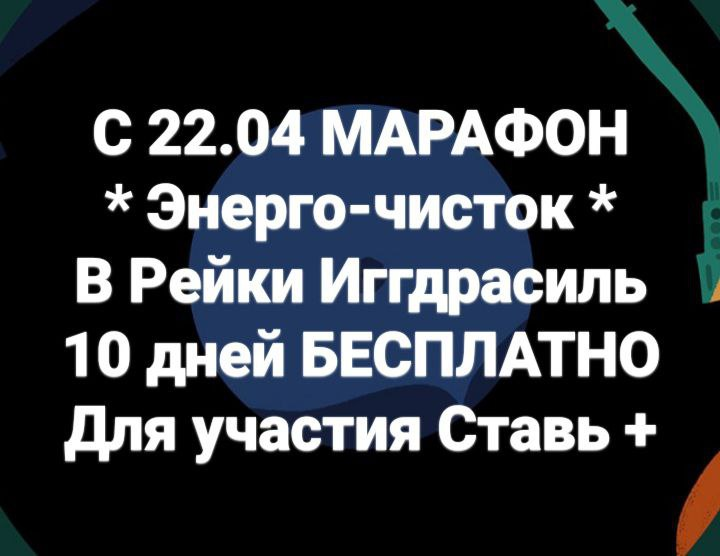 С 22.04 МАРАФОН
* Энерго-чисток *
В Рейки Иггдрасиль
10 дней БЕСПЛАТНО
Для участия Ставь +